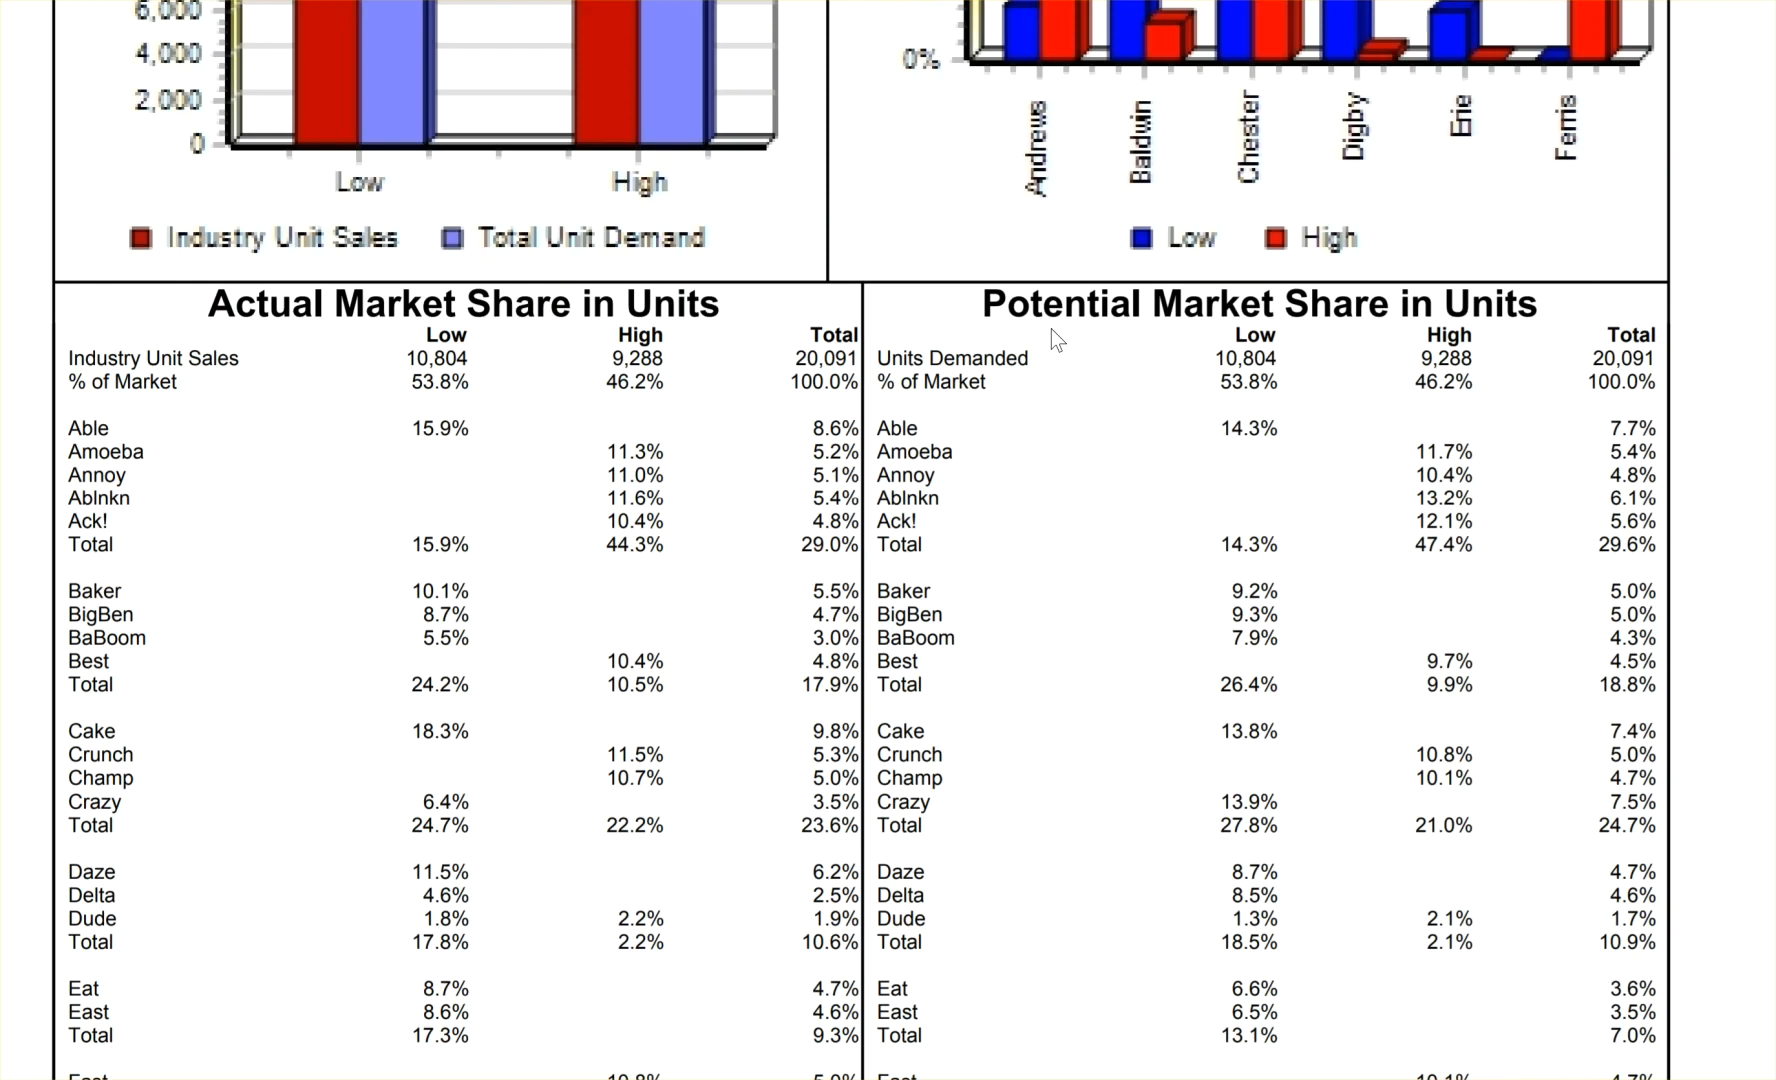 6,000
4,000
2,000
0
Low High
Industry Unit Sales Total Unit Demand
0%
Andrews Baldwin Chester Digby Erie Ferris
Low High
Actual Market Share in Units
Low High Total
Industry Unit Sales 10,804 9,288 20,091
% of Market 53.8% 46.2% 100.0%
Able 15.9% 8.6%
Amoeba 11.3% 5.2%
Annoy 11.0% 5.1%
Ablnkn 11.6% 5.4%
Ack! 10.4% 4.8%
Total 15.9% 44.3% 29.0%
Baker 10.1% 5.5%
BigBen 8.7% 4.7%
BaBoom 5.5% 3.0%
Best 10.4% 4.8%
Total 24.2% 10.5% 17.9%
Cake 18.3% 9.8%
Crunch 11.5% 5.3%
Champ 10.7% 5.0%
Crazy 6.4% 3.5%
Total 24.7% 22.2% 23.6%
Daze 11.5% 6.2%
Delta 4.6% 2.5%
Dude 1.8% 2.2% 1.9%
Total 17.8% 2.2% 10.6%
Eat 8.7% 4.7%
East 8.6% 4.6%
Total 17.3% 9.3%
Potential Market Share in Units
Low High Total
Units Demanded 10,804 9,288 20,091
% of Market 53.8% 46.2% 100.0%
Able 14.3% 7.7%
Amoeba 11.7% 5.4%
Annoy 10.4% 4.8%
Ablnkn 13.2% 6.1%
Ack! 12.1% 5.6%
Total 14.3% 47.4% 29.6%
Baker 9.2% 5.0%
BigBen 9.3% 5.0%
BaBoom 7.9% 4.3%
Best 9.7% 4.5%
Total 26.4% 9.9% 18.8%
Cake 13.8% 7.4%
Crunch 10.8% 5.0%
Champ 10.1% 4.7%
Crazy 13.9% 7.5%
Total 27.8% 21.0% 24.7%
Daze 8.7% 4.7%
Delta 8.5% 4.6%
Dude 1.3% 2.1% 1.7%
Total 18.5% 2.1% 10.9%
Eat 6.6% 3.6%
East 6.5% 3.5%
Total 13.1% 7.0%